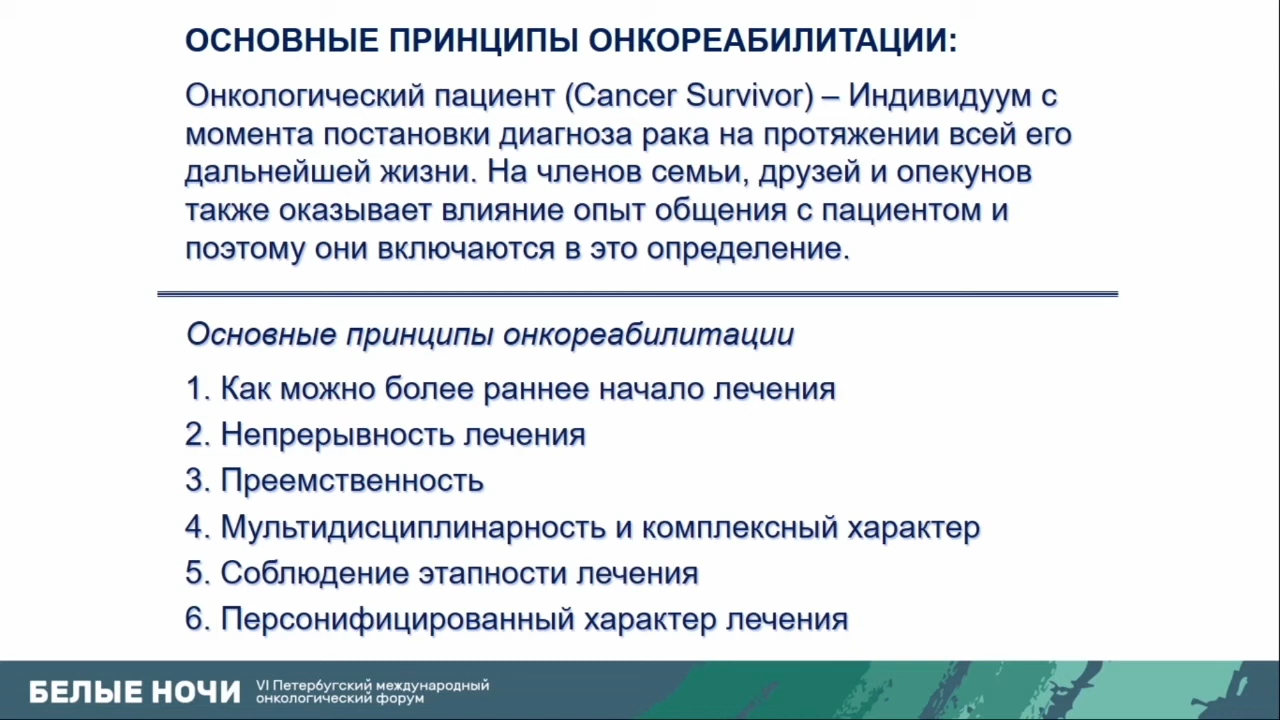 ОСНОВНЫЕ ПРИНЦИПЫ ОНКОРЕАБИЛИТАЦИИ:
Онкологический пациент (Cancer Survivor) – Индивидуум с
момента постановки диагноза рака на протяжении всей его
дальнейшей жизни. На членов семьи, друзей и опекунов
также оказывает влияние опыт общения с пациентом и
поэтому они включаются в это определение.
Основные принципы онкореабилитации
1. Как можно более раннее начало лечения
2. Непрерывность лечения
3. Преемственность
4. Мультидисциплинарность и комплексный характер
5. Соблюдение этапности лечения
6. Персонифицированный характер лечения
БЕЛЫЕ НОЧИ
VI Петербугский международный
онкологический форум